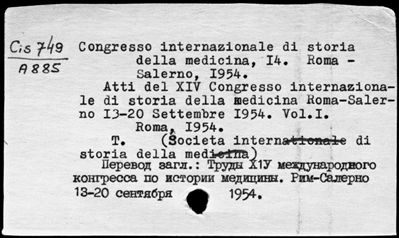 Cis 749
A 885
Congresso internazionale di storia
della medicina, I4. Roma -
Salerno, I954.
Atti del XIV Congresso internaziona-
le di storia della medicina Roma-Saler-
no I3-20 Settembre I954. Vol.I.
Roma, I954.
T. (Societa internationale di
storia della medicina)
Перевод загл.: Труды Х1У международного
конгресса по истории медицины. Рим-Салерно
13-20 сентября 1954.